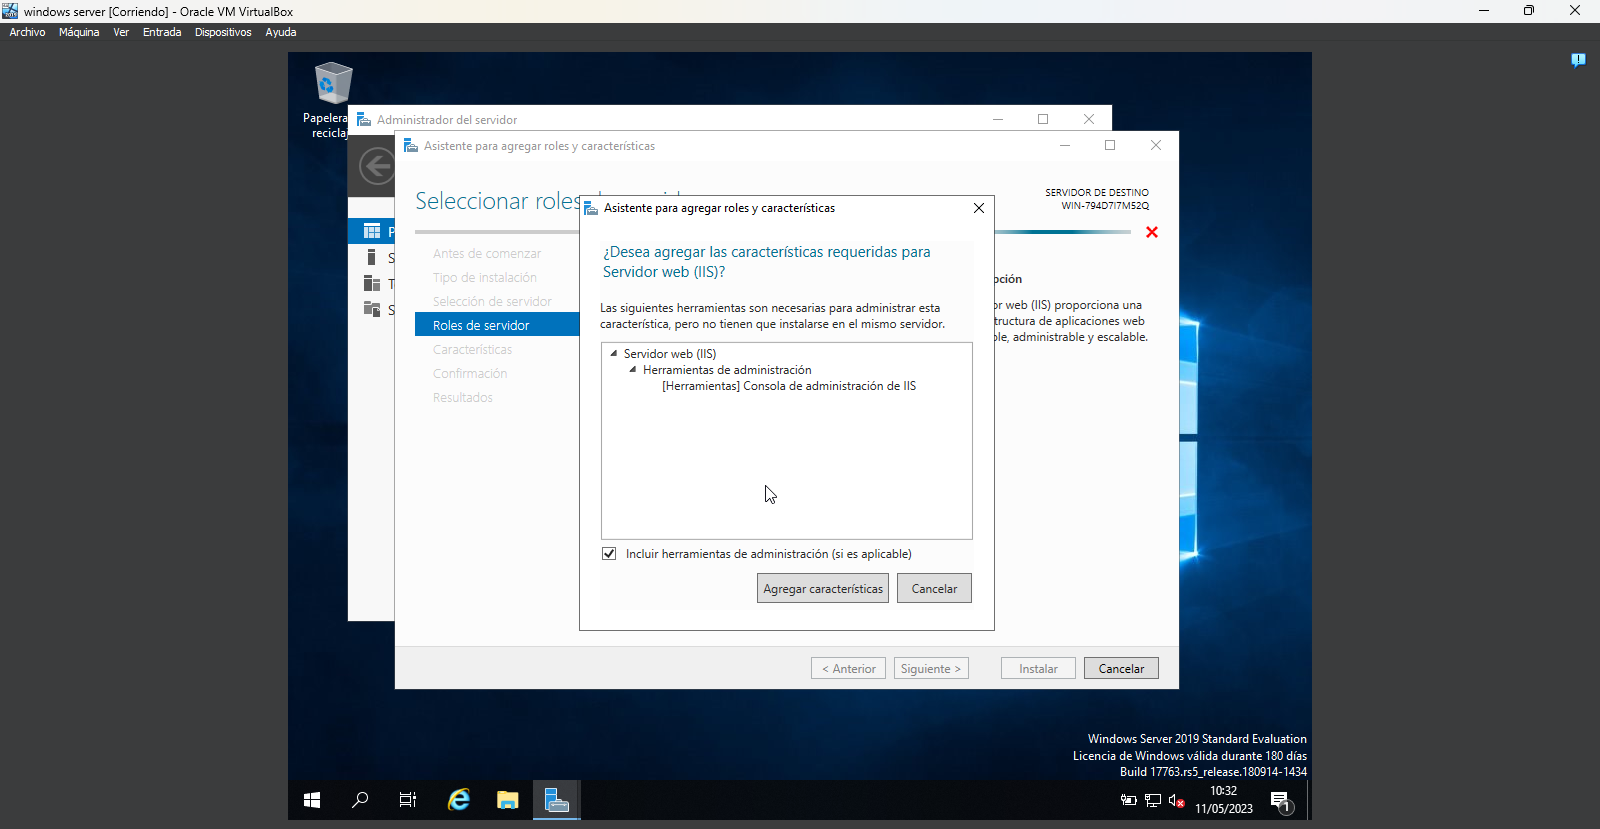 windows server [Corriendo] - Oracle VM VirtualBox
Archivo Máquina Ver Entrada Dispositivos Ayuda
Papelera
recicla
Administrador del servidor
Asistente para agregar roles y características
Seleccionar roles
SERVIDOR DE DESTINO
WIN-794D7I7M52Q
Antes de comenzar
Tipo de instalación
Selección de servidor
Roles de servidor
Características
Confirmación
Resultados
P
S
T
S
Asistente para agregar roles y características
¿Desea agregar las características requeridas para
Servidor web (IIS)?
Las siguientes herramientas son necesarias para administrar esta
característica, pero no tienen que instalarse en el mismo servidor.
Servidor web (IIS)
Herramientas de administración
[Herramientas] Consola de administración de IIS
Incluir herramientas de administración (si es aplicable)
Agregar características
Cancelar
pción
or web (IIS) proporciona una
tructura de aplicaciones web
ble, administrable y escalable.
< Anterior
Siguiente >
Instalar
Cancelar
Windows Server 2019 Standard Evaluation
Licencia de Windows válida durante 180 días
Build 17763.rs5_release.180914-1434
10:32
11/05/2023
1